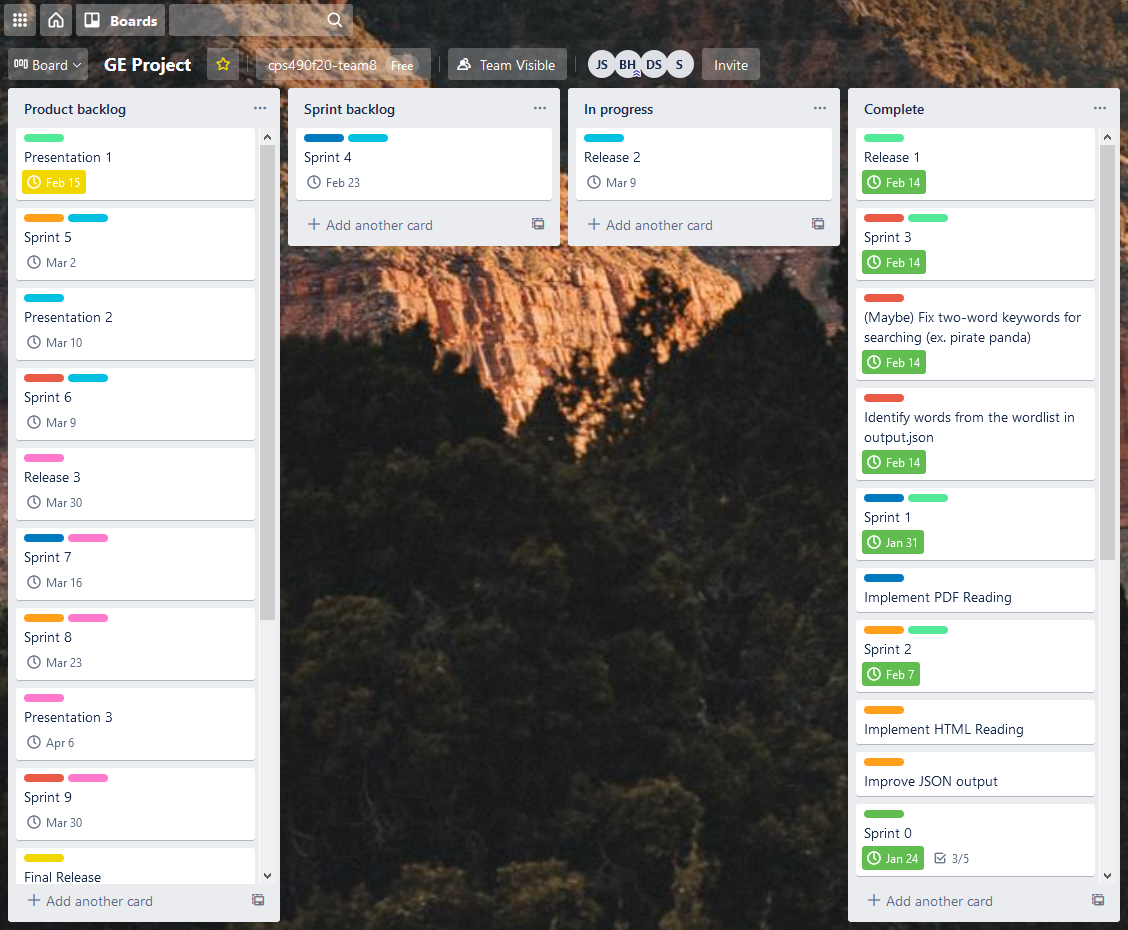 Boards
Board
GE Project
cps490f20-team8 Free
Team Visible
JS BH DS S
Invite
Product backlog
Presentation 1
Feb 15
Sprint 5
Mar 2
Presentation 2
Mar 10
Sprint 6
Mar 9
Release 3
Mar 30
Sprint 7
Mar 16
Sprint 8
Mar 23
Presentation 3
Apr 6
Sprint 9
Mar 30
Final Release
Add another card
Sprint backlog
Sprint 4
Feb 23
Add another card
In progress
Release 2
Mar 9
Add another card
Complete
Release 1
Feb 14
Sprint 3
Feb 14
(Maybe) Fix two-word keywords for
searching (ex. pirate panda)
Feb 14
Identify words from the wordlist in
output.json
Feb 14
Sprint 1
Jan 31
Implement PDF Reading
Sprint 2
Feb 7
Implement HTML Reading
Improve JSON output
Sprint 0
Jan 24 3/5
Add another card